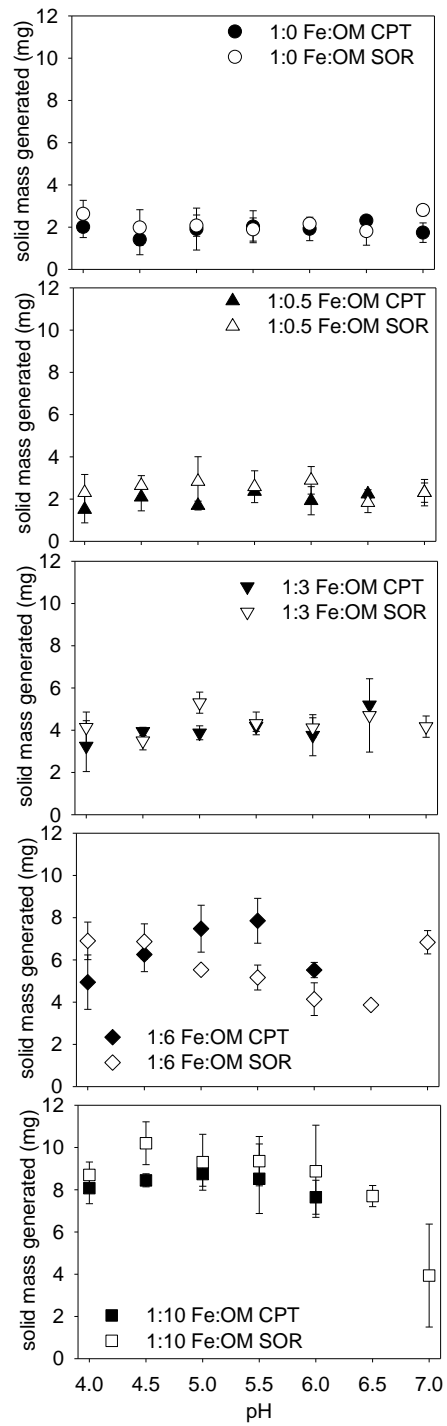 12
10
8
6
4
2
0
solid mass generated (mg)
1:0 Fe:OM CPT
1:0 Fe:OM SOR
12
10
8
6
4
2
0
solid mass generated (mg)
1:0.5 Fe:OM CPT
1:0.5 Fe:OM SOR
12
10
8
6
4
2
0
solid mass generated (mg)
1:3 Fe:OM CPT
1:3 Fe:OM SOR
12
10
8
6
4
2
0
solid mass generated (mg)
1:6 Fe:OM CPT
1:6 Fe:OM SOR
12
10
8
6
4
2
0
solid mass generated (mg)
1:10 Fe:OM CPT
1:10 Fe:OM SOR
4.0 4.5 5.0 5.5 6.0 6.5 7.0
pH